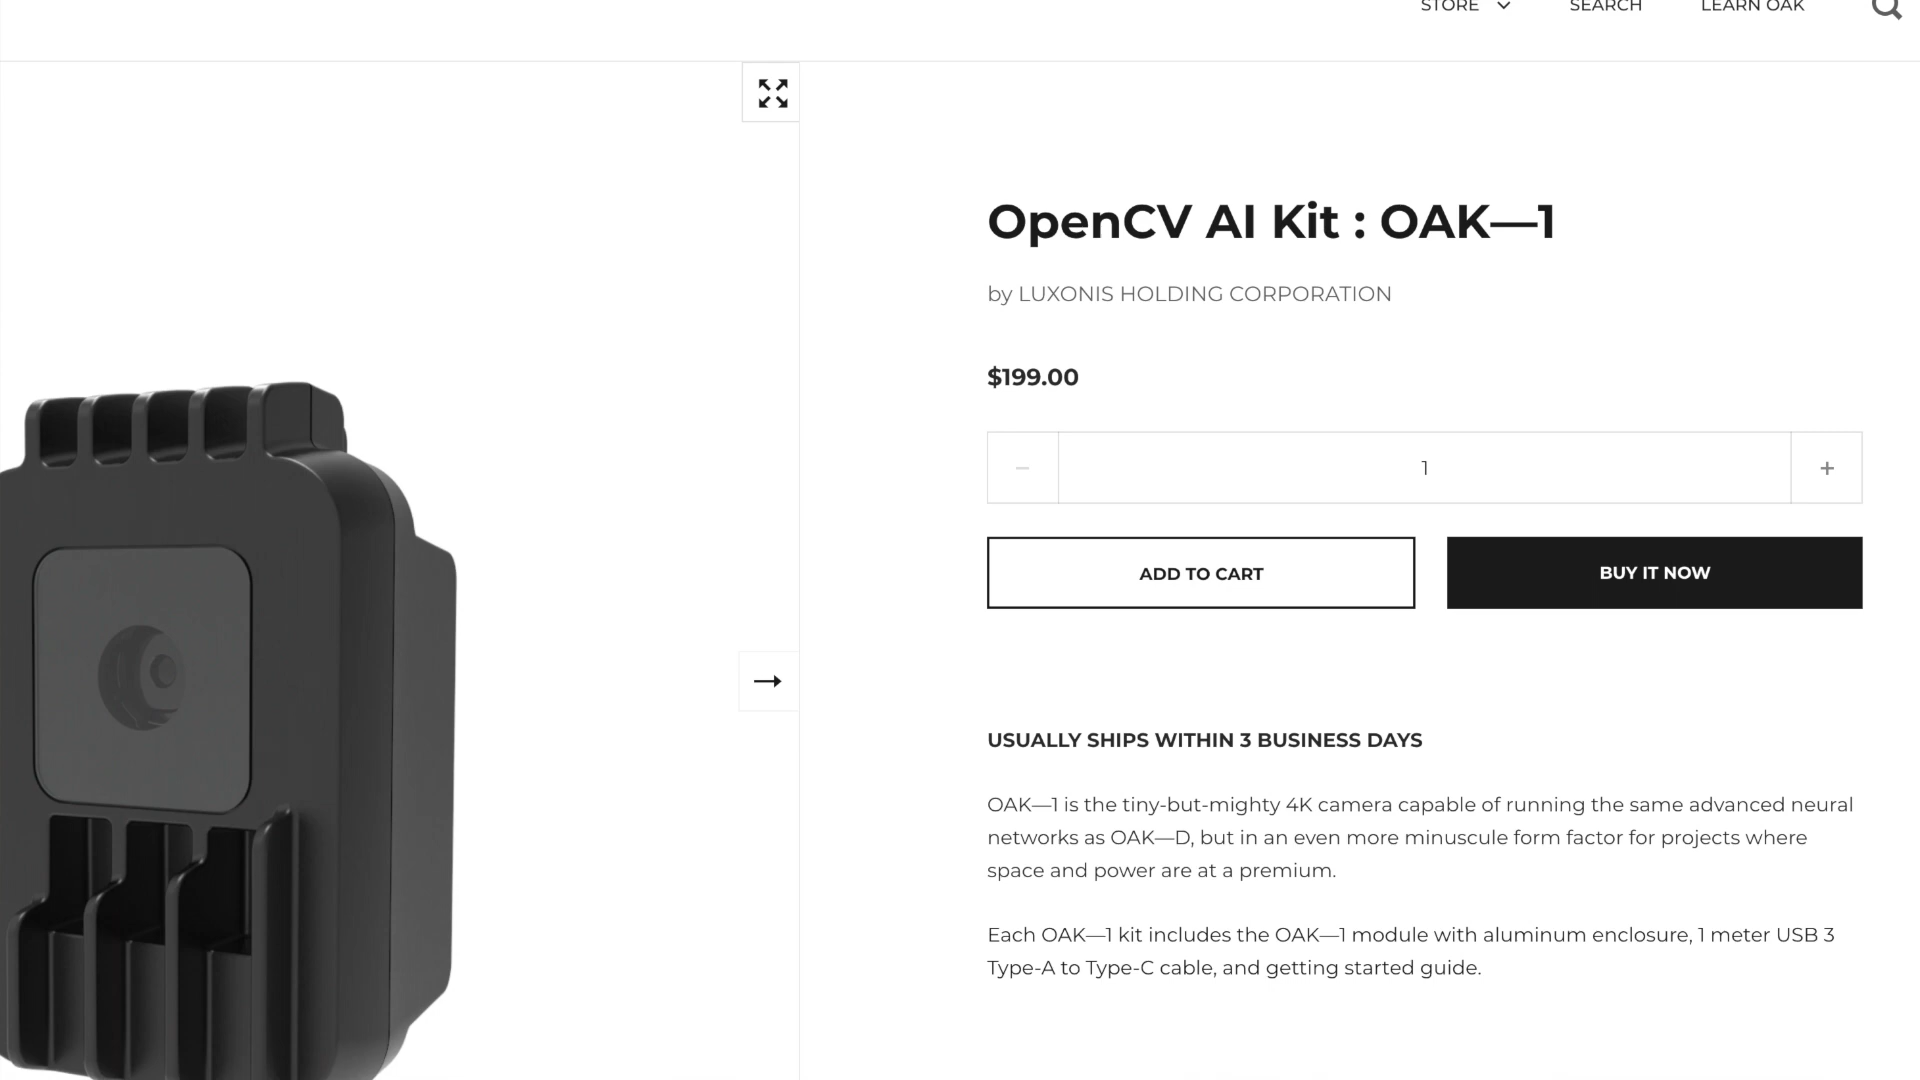 STORE
SEARCH
LEARN OAK
OpenCV AI Kit : OAK—1
by LUXONIS HOLDING CORPORATION
$199.00
1
ADD TO CART
BUY IT NOW
USUALLY SHIPS WITHIN 3 BUSINESS DAYS
OAK—1 is the tiny-but-mighty 4K camera capable of running the same advanced neural
networks as OAK—D, but in an even more minuscule form factor for projects where
space and power are at a premium.
Each OAK—1 kit includes the OAK—1 module with aluminum enclosure, 1 meter USB 3
Type-A to Type-C cable, and getting started guide.